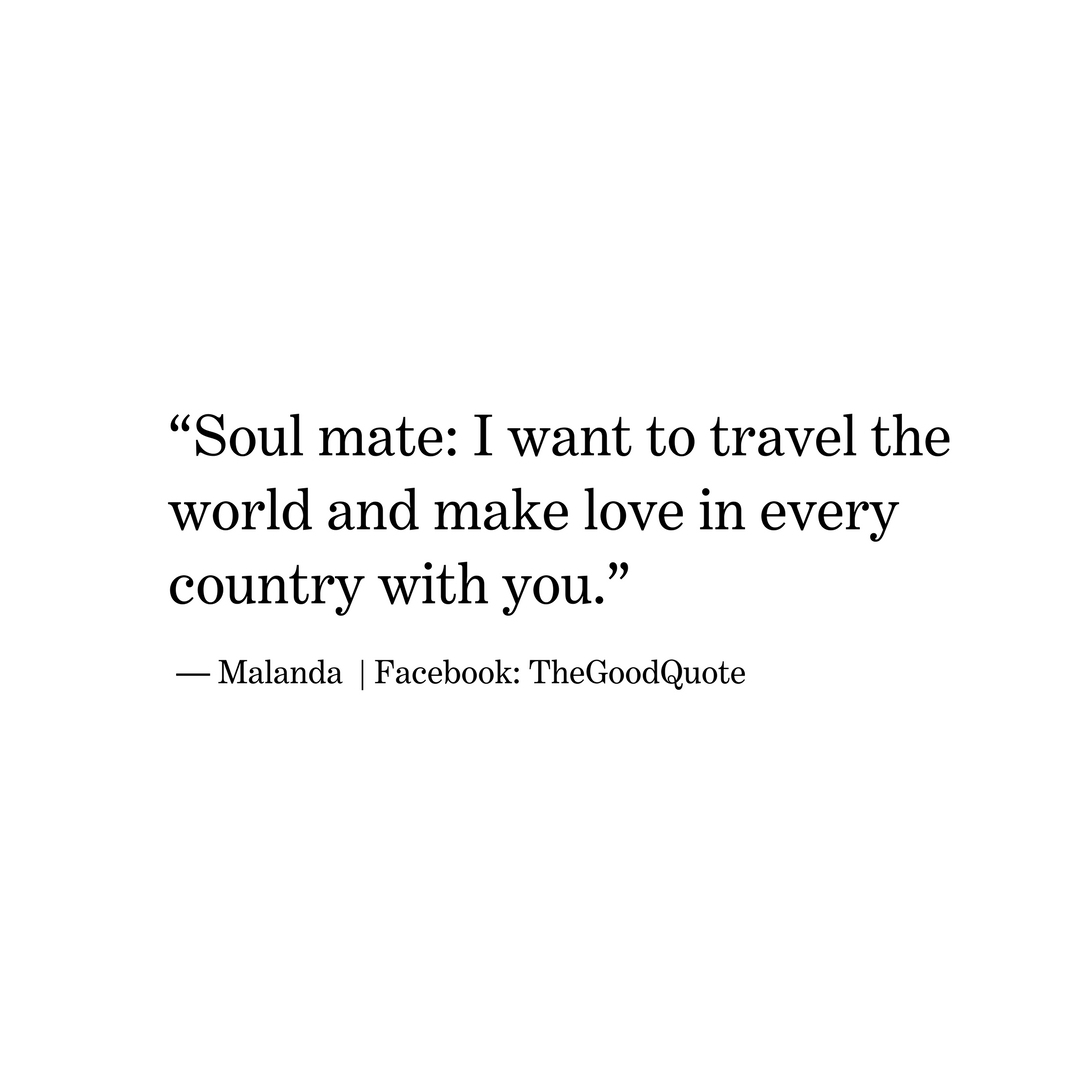 “Soul mate: I want to travel the
world and make love in every
country with you.”
— Malanda | Facebook: TheGoodQuote